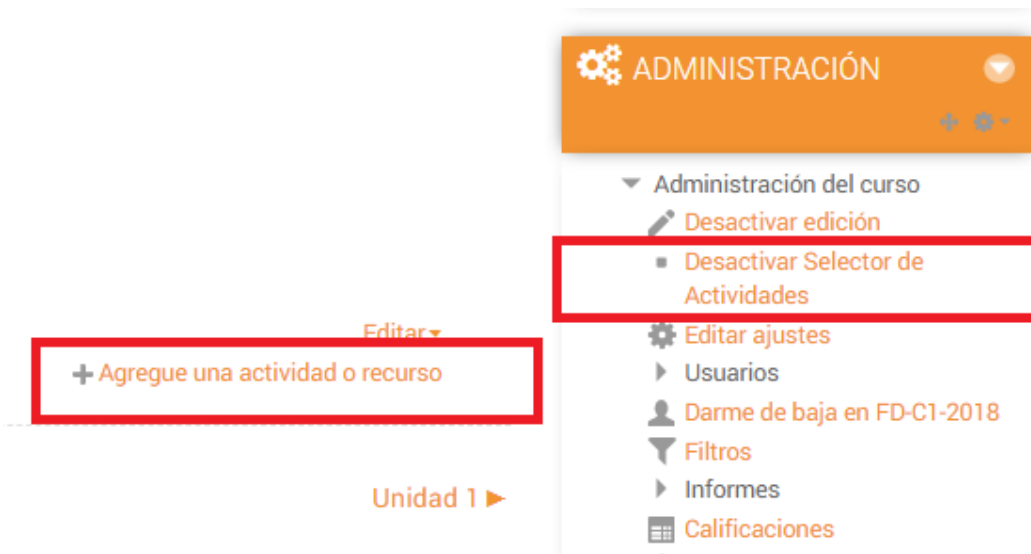 ADMINISTRACIÓN
Administración del curso
Desactivar edición
Desactivar Selector de
Actividades
Editar
Agregue una actividad o recurso
Editar ajustes
Usuarios
Darme de baja en FD-C1-2018
Filtros
Unidad 1
Informes
Calificaciones